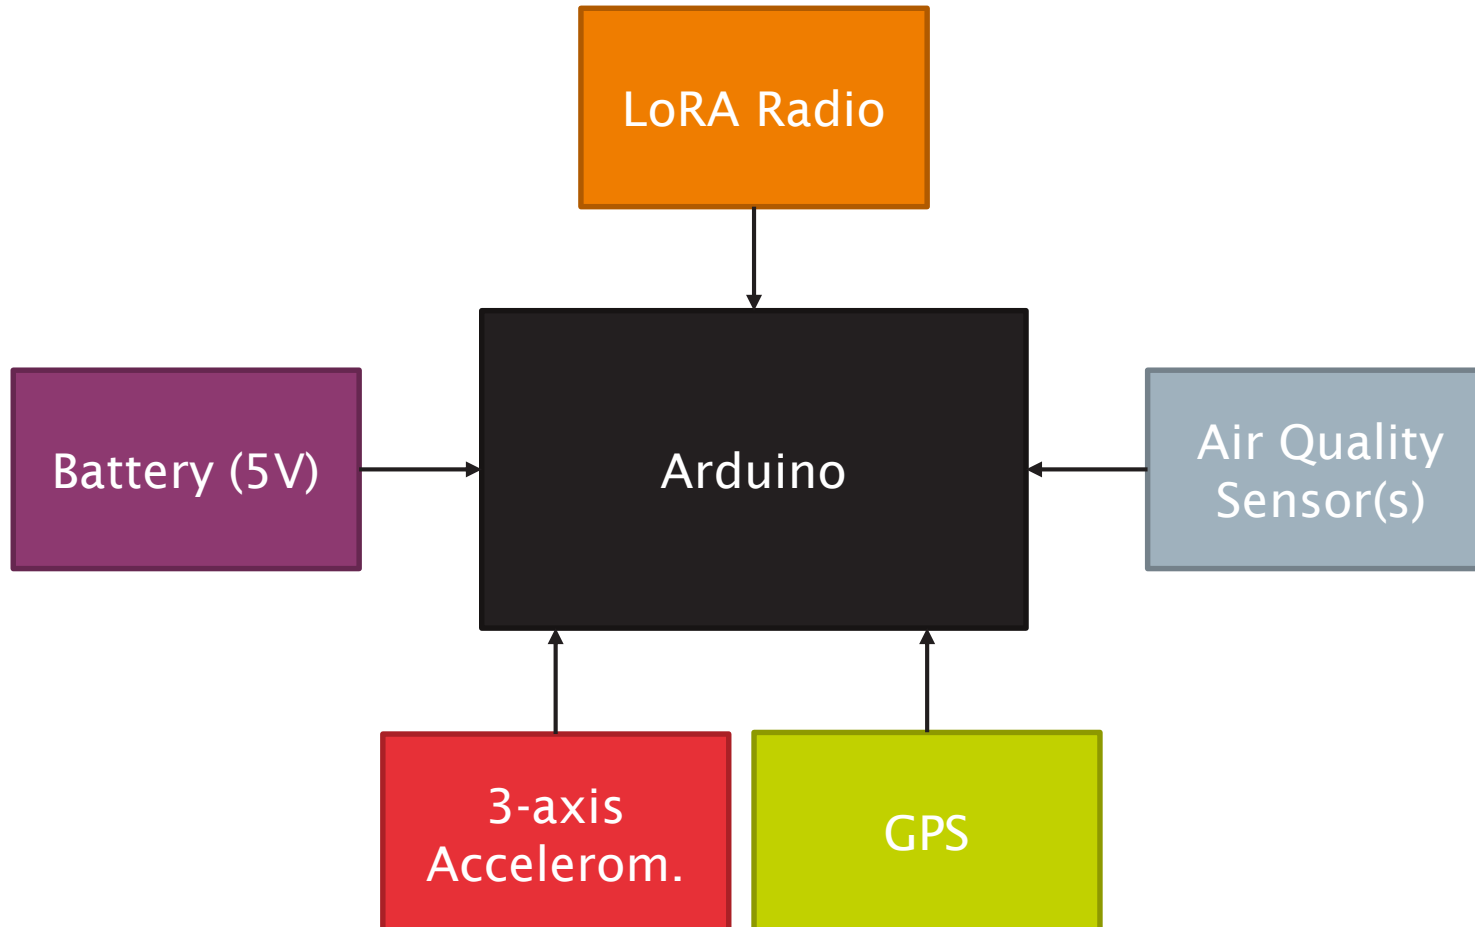 LoRA Radio
Battery (5V)
Arduino
Air Quality
Sensor(s)
3-axis
Accelerom.
GPS